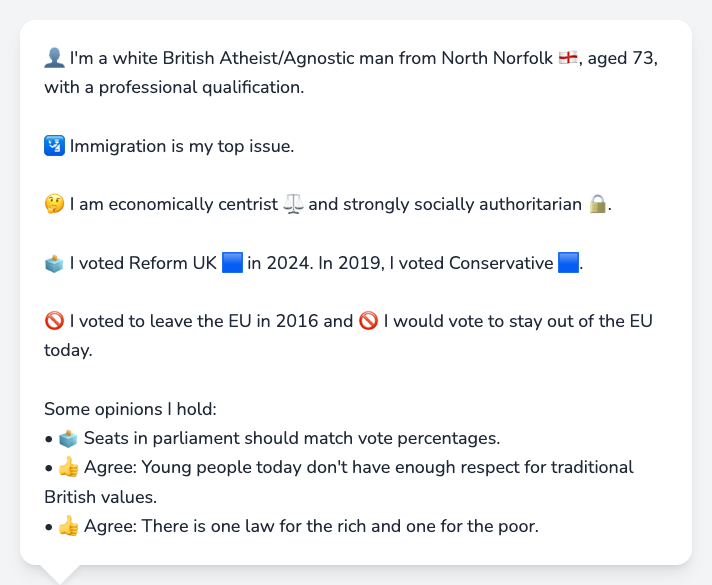 👤 I'm a white British Atheist/Agnostic man from North Norfolk 🏴󠁧󠁢󠁥󠁮󠁧󠁿, aged 73,
with a professional qualification.
🛂 Immigration is my top issue.
🤔 I am economically centrist ⚖️ and strongly socially authoritarian 🔒.
🗳️ I voted Reform UK 🟦 in 2024. In 2019, I voted Conservative 🟦.
🚫 I voted to leave the EU in 2016 and 🚫 I would vote to stay out of the EU
today.
Some opinions I hold:
• 🗳️ Seats in parliament should match vote percentages.
• 👍 Agree: Young people today don't have enough respect for traditional
British values.
• 👍 Agree: There is one law for the rich and one for the poor.